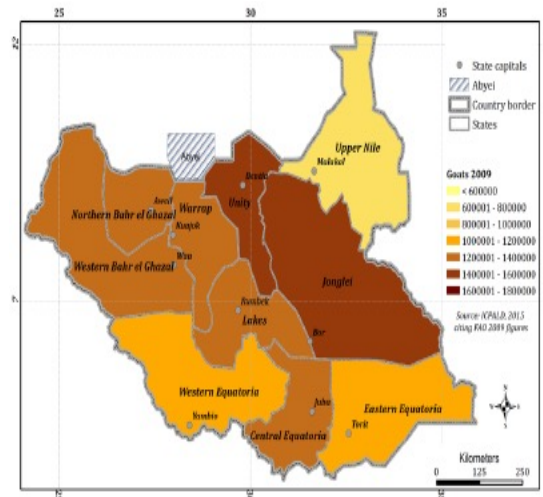 25
30
35
State capitals
Abyei
Country border
States
Upper Nile
Malakal
Abyei
Bentiu
Unity
Aweil
Northern Bahr el Ghazal
Warrap
Kuajok
Wau
Western Bahr el Ghazal
Jonglei
Rumbek
Lakes
Bor
Western Equatoria
Yambio
Juba
Central Equatoria
Eastern Equatoria
Torit
Goats 2009
< 600000
600001 - 800000
800001 - 1000000
1000001 - 1200000
1200001 - 1400000
1400001 - 1600000
1600001 - 1800000
Source: ICPALD, 2015
citing FAO 2009 figures
N
Kilometers
0 125 250